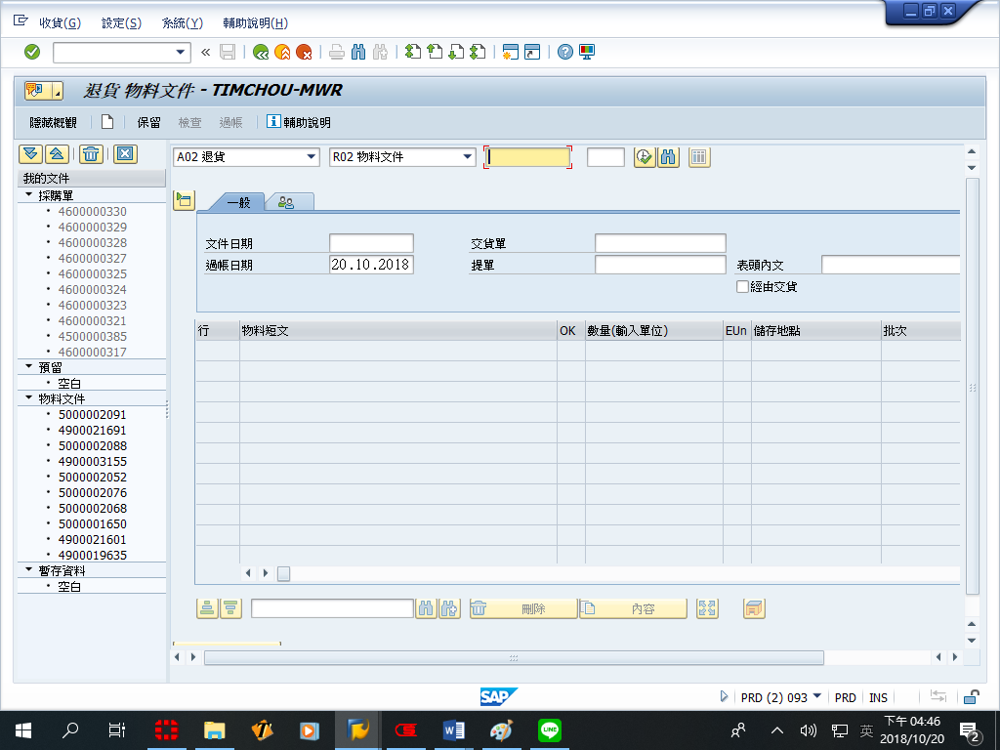 收貨(G) 設定(S) 系統(Y) 輔助說明(H)
退貨 物料文件 - TIMCHOU-MWR
隱藏概觀 保留 檢查 過帳 輔助說明
A02 退貨 R02 物料文件
我的文件
採購單
4600000330
4600000329
4600000328
4600000327
4600000325
4600000324
4600000323
4600000321
4500000385
4600000317
預留
空白
物料文件
5000002091
4900021691
5000002088
4900003155
5000002052
5000002076
5000002068
5000001650
4900021601
4900019635
暫存資料
空白
一般
文件日期 交貨單
過帳日期 20.10.2018 提單 表頭內文
經由交貨
行 物料短文 OK 數量(輸入單位) EUn 儲存地點 批次
刪除 內容
SAP
PRD (2) 093 PRD INS
LINE
英
下午 04:46
2018/10/20
2